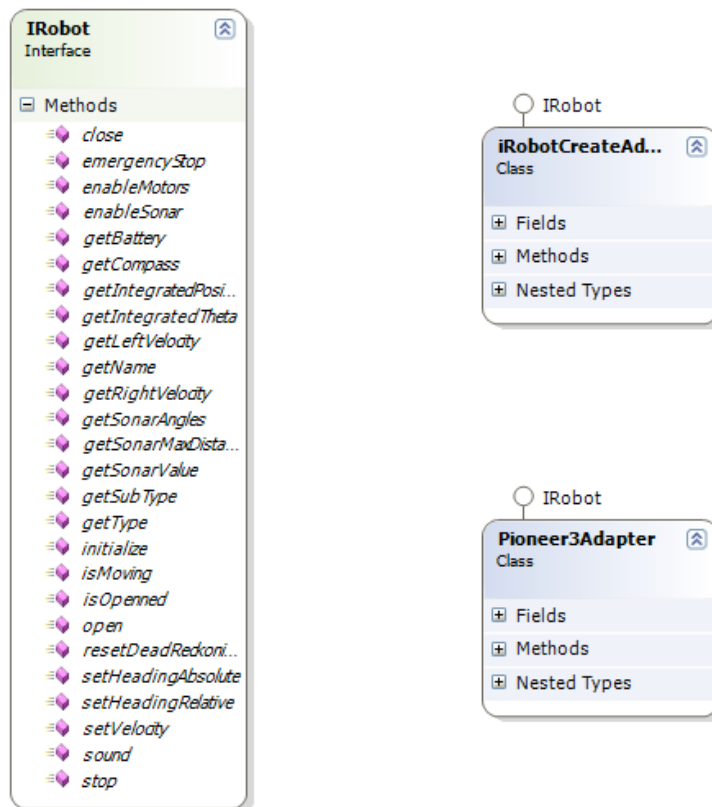 IRobot
Interface
Methods
close
emergencyStop
enableMotors
enableSonar
getBattery
getCompass
getIntegratedPosi...
getIntegratedTheta
getLeftVelocity
getName
getRightVelocity
getSonarAngles
getSonarMaxDista...
getSonarValue
getSubType
getType
initialize
isMoving
isOpenned
open
resetDeadReckoni...
setHeadingAbsolute
setHeadingRelative
setVelocity
sound
stop
IRobot
iRobotCreateAd...
Class
Fields
Methods
Nested Types
IRobot
Pioneer3Adapter
Class
Fields
Methods
Nested Types